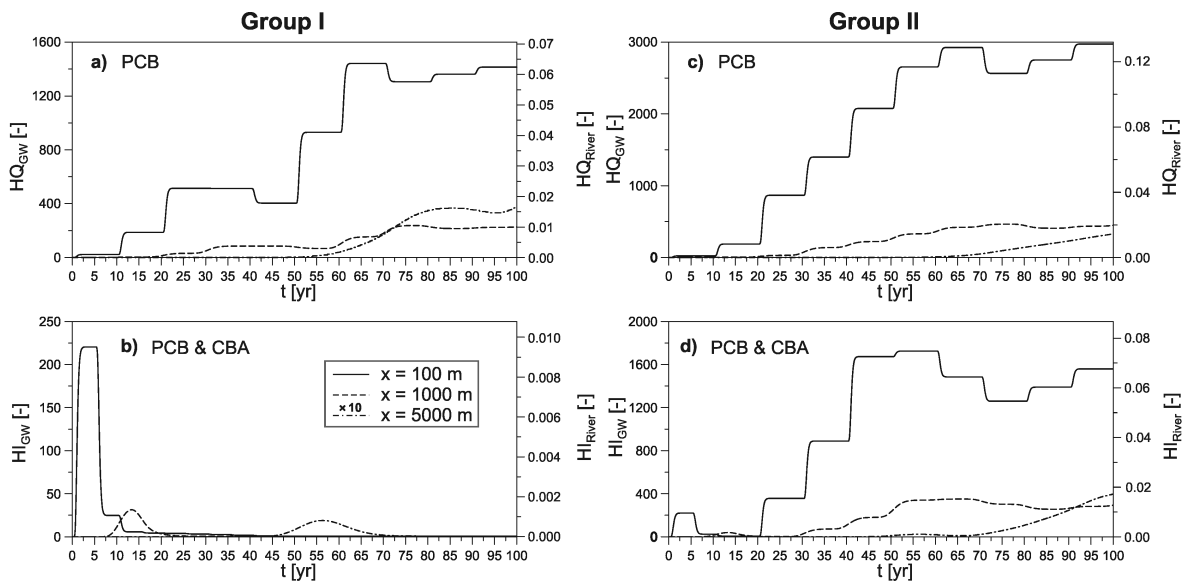 Group I
Group II
a) PCB
1600
1200
800
400
0
HQGW [-]
0.07
0.06
0.05
0.04
0.03
0.02
0.01
0.00
HQRiver [-]
0 5 10 15 20 25 30 35 40 45 50 55 60 65 70 75 80 85 90 95 100
t [yr]
c) PCB
3000
2000
1000
0
HQGW [-]
0.12
0.08
0.04
0.00
HQRiver [-]
0 5 10 15 20 25 30 35 40 45 50 55 60 65 70 75 80 85 90 95 100
t [yr]
b) PCB & CBA
250
200
150
100
50
0
HIGW [-]
0.010
0.008
0.006
0.004
0.002
0.000
HIRiver [-]
x = 100 m
x = 1000 m
×10
x = 5000 m
0 5 10 15 20 25 30 35 40 45 50 55 60 65 70 75 80 85 90 95 100
t [yr]
d) PCB & CBA
2000
1600
1200
800
400
0
HIGW [-]
0.08
0.06
0.04
0.02
0.00
HIRiver [-]
0 5 10 15 20 25 30 35 40 45 50 55 60 65 70 75 80 85 90 95 100
t [yr]